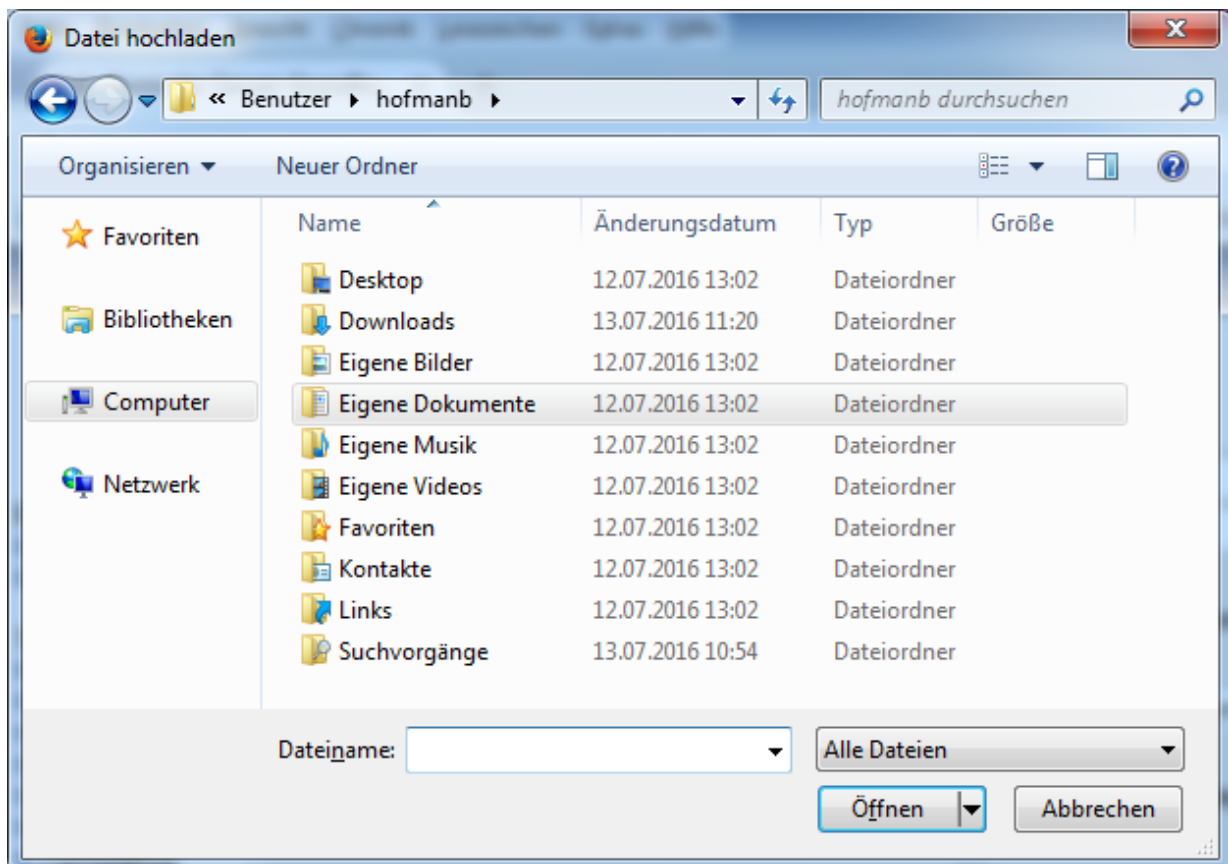 Datei hochladen
« Benutzer hofmanb
hofmanb durchsuchen
Organisieren Neuer Ordner
Favoriten
Bibliotheken
Computer
Netzwerk
Name Änderungsdatum Typ Größe
Desktop 12.07.2016 13:02 Dateiordner
Downloads 13.07.2016 11:20 Dateiordner
Eigene Bilder 12.07.2016 13:02 Dateiordner
Eigene Dokumente 12.07.2016 13:02 Dateiordner
Eigene Musik 12.07.2016 13:02 Dateiordner
Eigene Videos 12.07.2016 13:02 Dateiordner
Favoriten 12.07.2016 13:02 Dateiordner
Kontakte 12.07.2016 13:02 Dateiordner
Links 12.07.2016 13:02 Dateiordner
Suchvorgänge 13.07.2016 10:54 Dateiordner
Dateiname: Alle Dateien
Öffnen Abbrechen